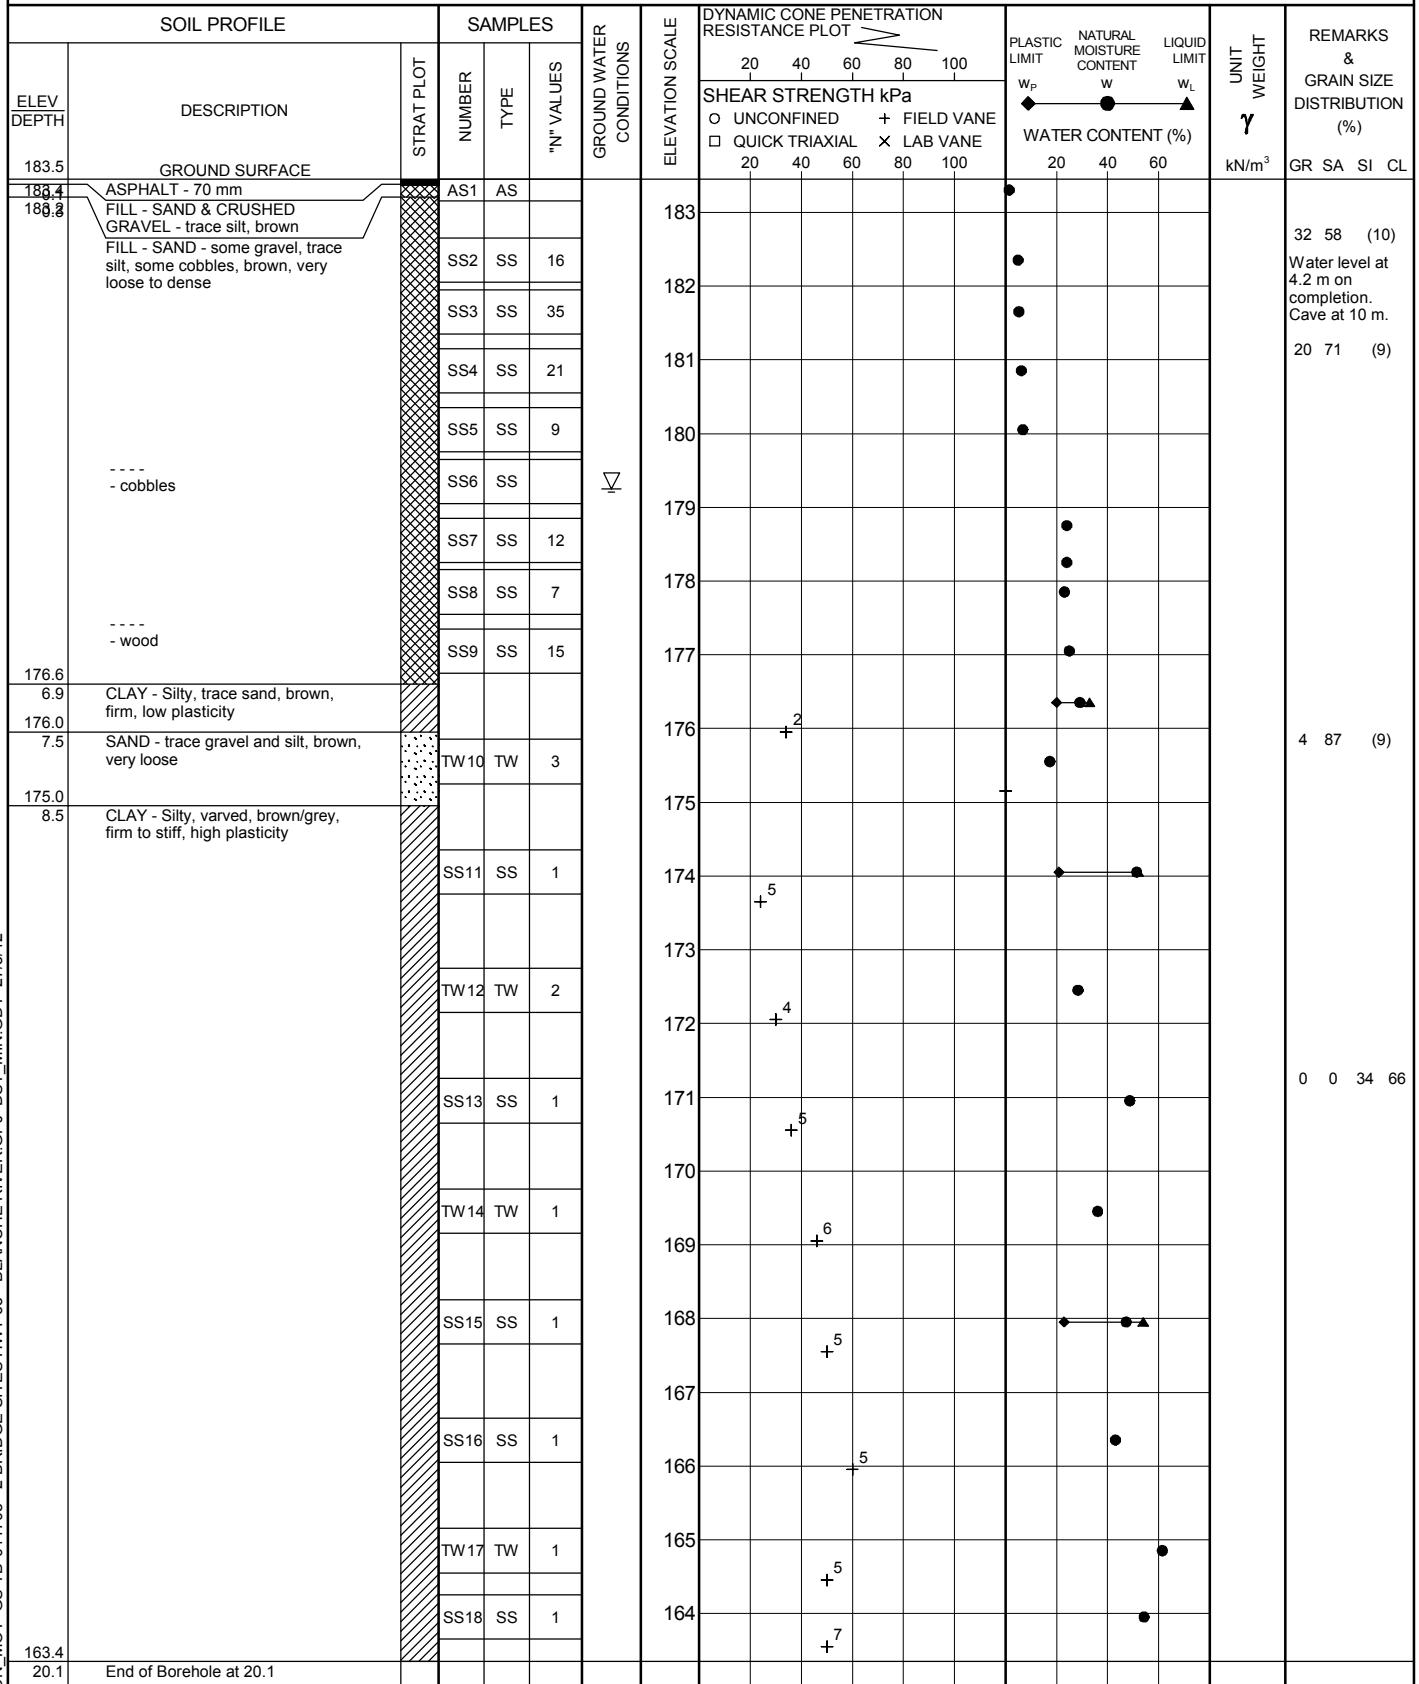 SOIL PROFILE
SAMPLES
GROUND WATER CONDITIONS
ELEVATION SCALE
DYNAMIC CONE PENETRATION
RESISTANCE PLOT
20 40 60 80 100
SHEAR STRENGTH kPa
○ UNCONFINED + FIELD VANE
□ QUICK TRIAXIAL × LAB VANE
20 40 60 80 100
PLASTIC LIMIT
NATURAL MOISTURE CONTENT
LIQUID LIMIT
WP W WL
WATER CONTENT (%)
20 40 60
UNIT WEIGHT
γ
kN/m³
REMARKS
&
GRAIN SIZE
DISTRIBUTION
(%)
GR SA SI CL
ELEV
DEPTH
DESCRIPTION
STRAT PLOT
NUMBER
TYPE
"N" VALUES
183.5 GROUND SURFACE
183.4 ASPHALT - 70 mm
AS1 AS
FILL - SAND & CRUSHED
GRAVEL - trace silt, brown
183
FILL - SAND - some gravel, trace
silt, some cobbles, brown, very
loose to dense
32 58 (10)
SS2 SS 16
Water level at
4.2 m on
completion.
Cave at 10 m.
182
SS3 SS 35
20 71 (9)
181
SS4 SS 21
SS5 SS 9
180
- - - -
- cobbles
SS6 SS
179
SS7 SS 12
178
SS8 SS 7
- - - -
- wood
SS9 SS 15
177
176.6
6.9 CLAY - Silty, trace sand, brown,
firm, low plasticity
176.0
176
2
7.5 SAND - trace gravel and silt, brown,
very loose
4 87 (9)
TW10 TW 3
175.0
175
8.5 CLAY - Silty, varved, brown/grey,
firm to stiff, high plasticity
SS11 SS 1
174
5
173
TW12 TW 2
4
172
0 0 34 66
SS13 SS 1
171
5
170
TW14 TW 1
6
169
SS15 SS 1
168
5
167
SS16 SS 1
5
166
165
TW17 TW 1
5
SS18 SS 1
164
7
163.4
20.1 End of Borehole at 20.1